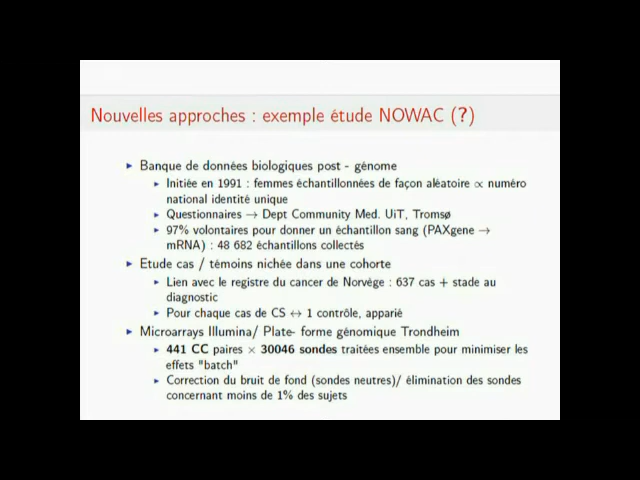 Nouvelles approches : exemple étude NOWAC (?)
Banque de données biologiques post - génome
Initiée en 1991 : femmes échantillonnées de façon aléatoire ∝ numéro
national identité unique
Questionnaires → Dept Community Med. UiT, Tromsø
97% volontaires pour donner un échantillon sang (PAXgene →
mRNA) : 48 682 échantillons collectés
Etude cas / témoins nichée dans une cohorte
Lien avec le registre du cancer de Norvège : 637 cas + stade au
diagnostic
Pour chaque cas de CS ↔ 1 contrôle, apparié
Microarrays Illumina/ Plate- forme génomique Trondheim
441 CC paires × 30046 sondes traitées ensemble pour minimiser les
effets "batch"
Correction du bruit de fond (sondes neutres)/ élimination des sondes
concernant moins de 1% des sujets